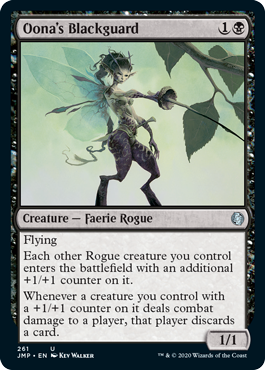 Oona's Blackguard 1
Creature — Faerie Rogue
Flying
Each other Rogue creature you control
enters the battlefield with an additional
+1/+1 counter on it.
Whenever a creature you control with
a +1/+1 counter on it deals combat
damage to a player, that player discards
a card.
1/1
261 U
JMP • EN Kev Walker
™ & © 2020 Wizards of the Coast